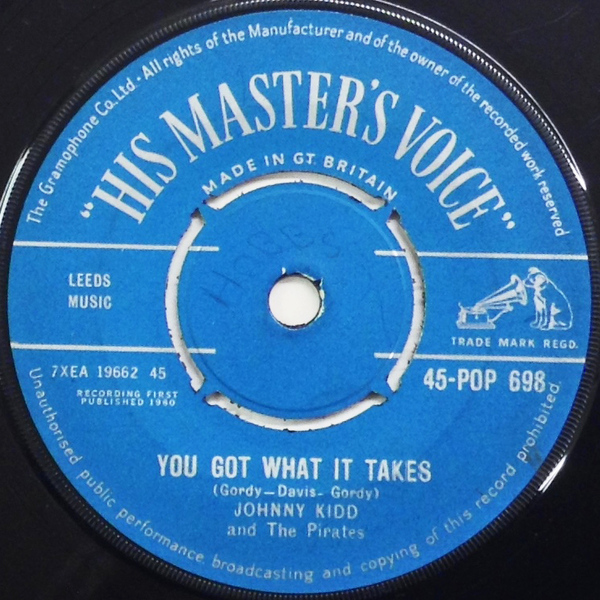 The Gramophone Co.Ltd · All rights of the Manufacturer and of the owner of the recorded work reserved
"HIS MASTER'S VOICE"
MADE IN GT. BRITAIN
LEEDS
MUSIC
TRADE MARK REGD.
7XEA 19662 45
45-POP 698
RECORDING FIRST
PUBLISHED 1960
YOU GOT WHAT IT TAKES
(Gordy-Davis-Gordy)
JOHNNY KIDD
and The Pirates
Unauthorised public performance, broadcasting and copying of this record prohibited.